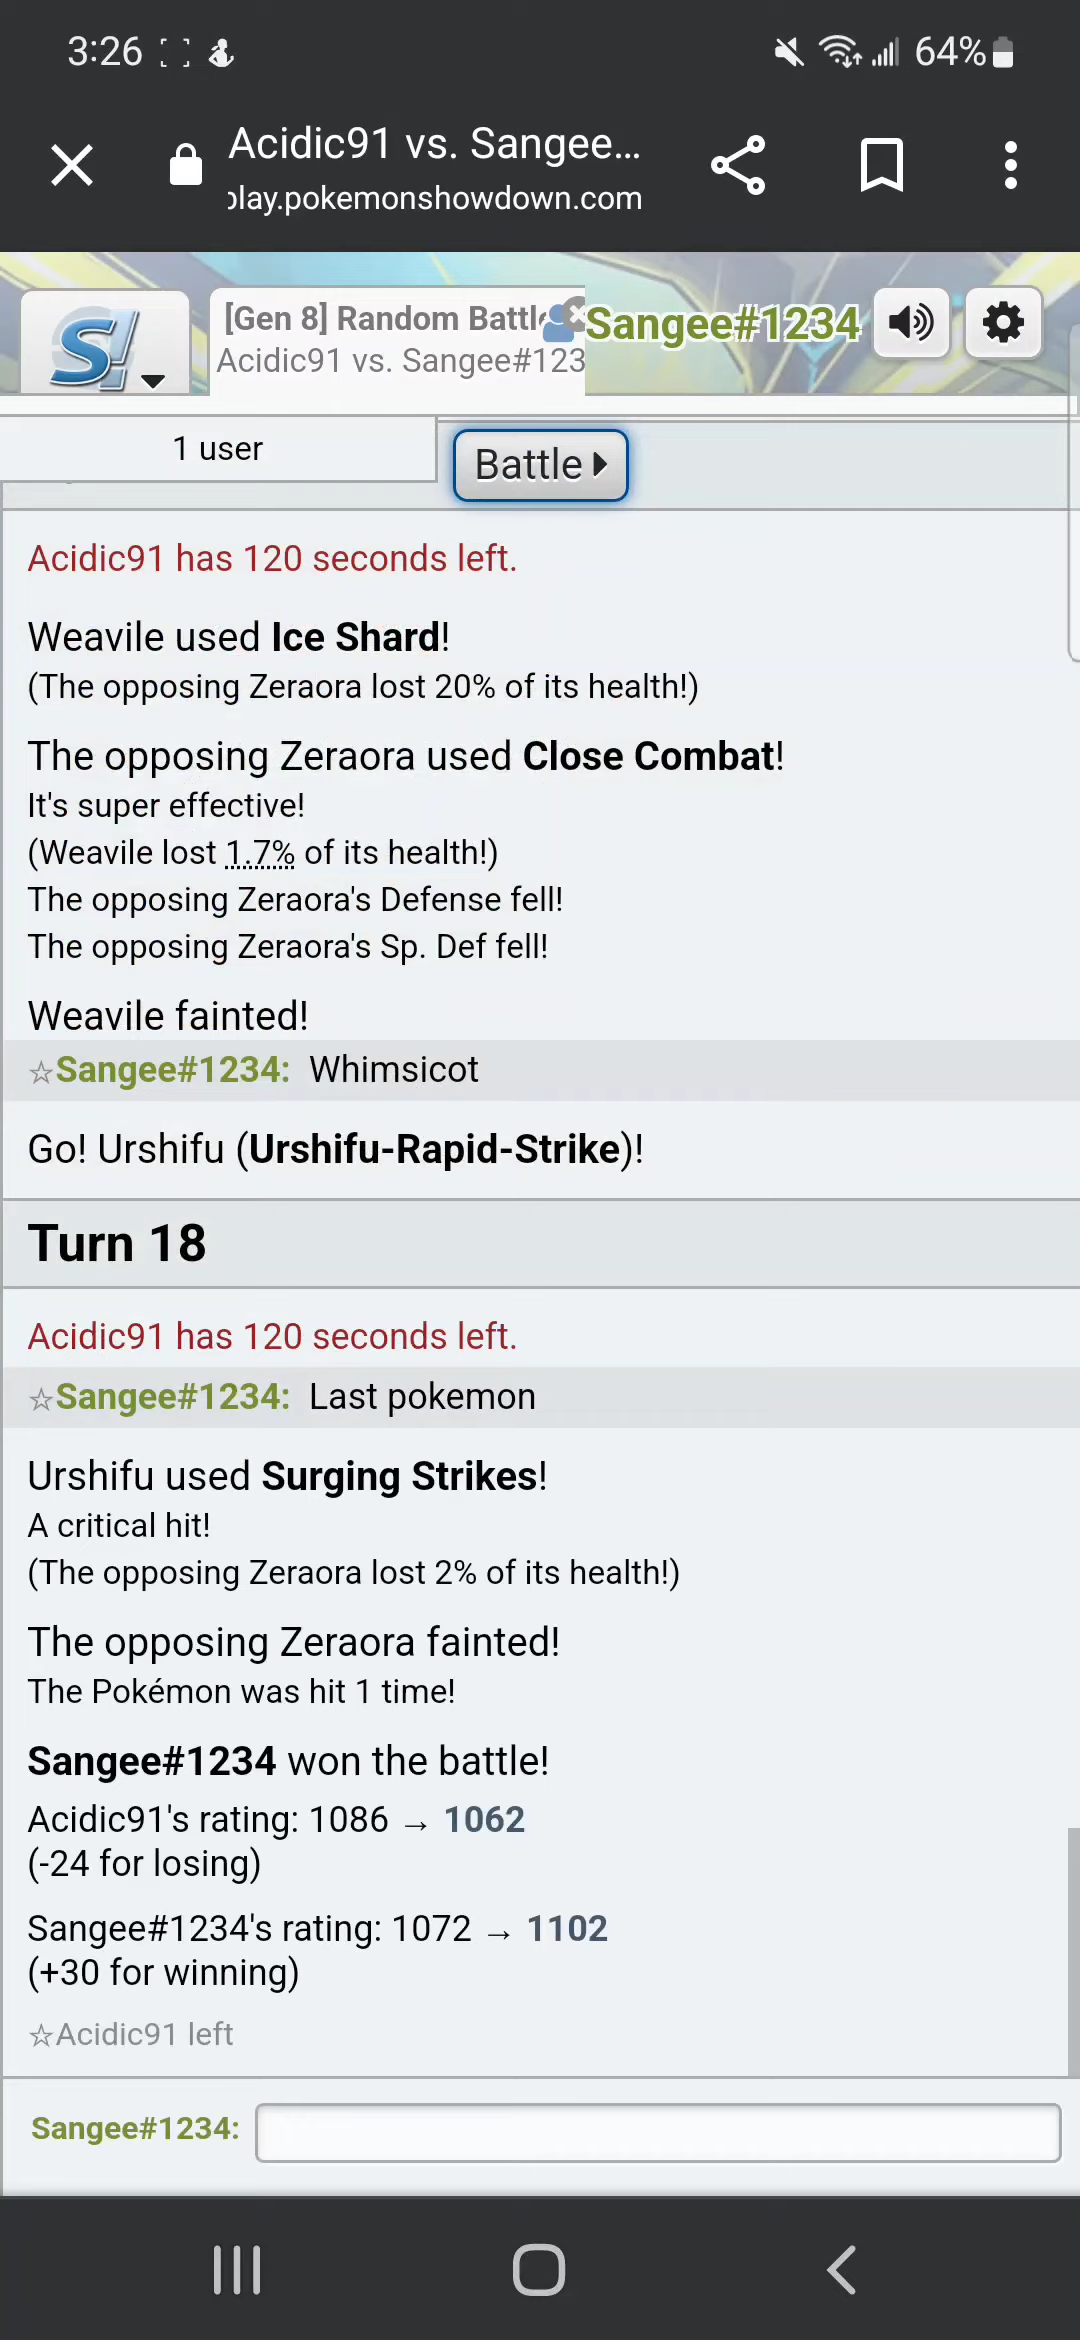 3:26
64%
Acidic91 vs. Sangee...
play.pokemonshowdown.com
S!
[Gen 8] Random Battle
Acidic91 vs. Sangee#123
Sangee#1234
1 user
Battle
Acidic91 has 120 seconds left.
Weavile used Ice Shard!
(The opposing Zeraora lost 20% of its health!)
The opposing Zeraora used Close Combat!
It's super effective!
(Weavile lost 1.7% of its health!)
The opposing Zeraora's Defense fell!
The opposing Zeraora's Sp. Def fell!
Weavile fainted!
☆Sangee#1234: Whimsicot
Go! Urshifu (Urshifu-Rapid-Strike)!
Turn 18
Acidic91 has 120 seconds left.
☆Sangee#1234: Last pokemon
Urshifu used Surging Strikes!
A critical hit!
(The opposing Zeraora lost 2% of its health!)
The opposing Zeraora fainted!
The Pokémon was hit 1 time!
Sangee#1234 won the battle!
Acidic91's rating: 1086 → 1062
(-24 for losing)
Sangee#1234's rating: 1072 → 1102
(+30 for winning)
☆Acidic91 left
Sangee#1234: